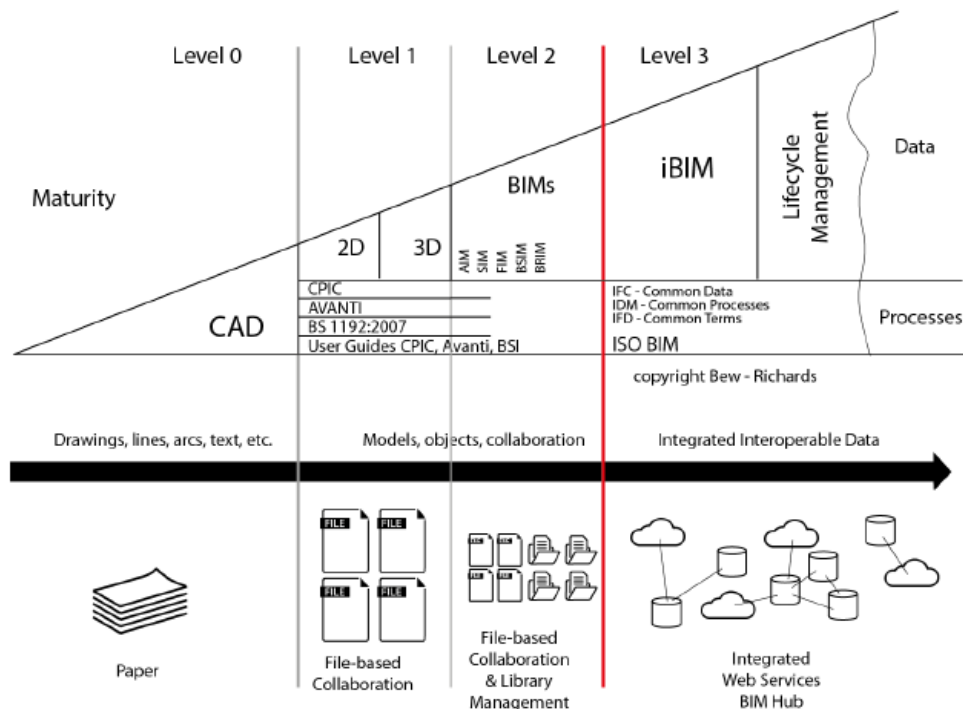 Level 0
Level 1
Level 2
Level 3
Maturity
CAD
2D
3D
BIMs
AIM
SIM
FIM
BSIM
BRIM
iBIM
Lifecycle
Management
Data
Processes
CPIC
AVANTI
BS 1192:2007
User Guides CPIC, Avanti, BSI
IFC - Common Data
IDM - Common Processes
IFD - Common Terms
ISO BIM
copyright Bew - Richards
Drawings, lines, arcs, text, etc.
Models, objects, collaboration
Integrated Interoperable Data
FILE
FILE
FILE
FILE
Paper
File-based
Collaboration
File-based
Collaboration
& Library
Management
Integrated
Web Services
BIM Hub